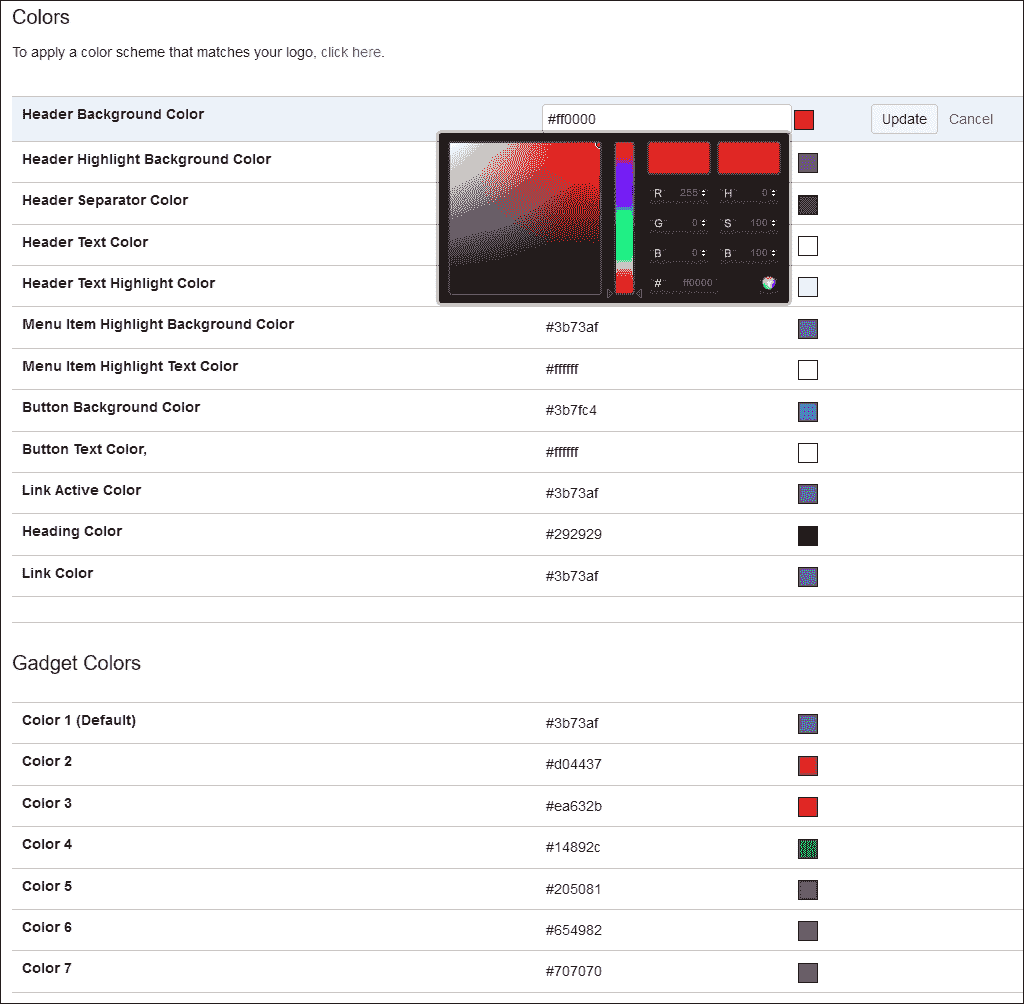 Colors
To apply a color scheme that matches your logo, click here.
Header Background Color #ff0000 Update Cancel
Header Highlight Background Color
R 255 H 0
Header Separator Color
G 0 S 100
Header Text Color
B 0 B 100
Header Text Highlight Color
# ff0000
Menu Item Highlight Background Color #3b73af
Menu Item Highlight Text Color #ffffff
Button Background Color #3b7fc4
Button Text Color, #ffffff
Link Active Color #3b73af
Heading Color #292929
Link Color #3b73af
Gadget Colors
Color 1 (Default) #3b73af
Color 2 #d04437
Color 3 #ea632b
Color 4 #14892c
Color 5 #205081
Color 6 #654982
Color 7 #707070